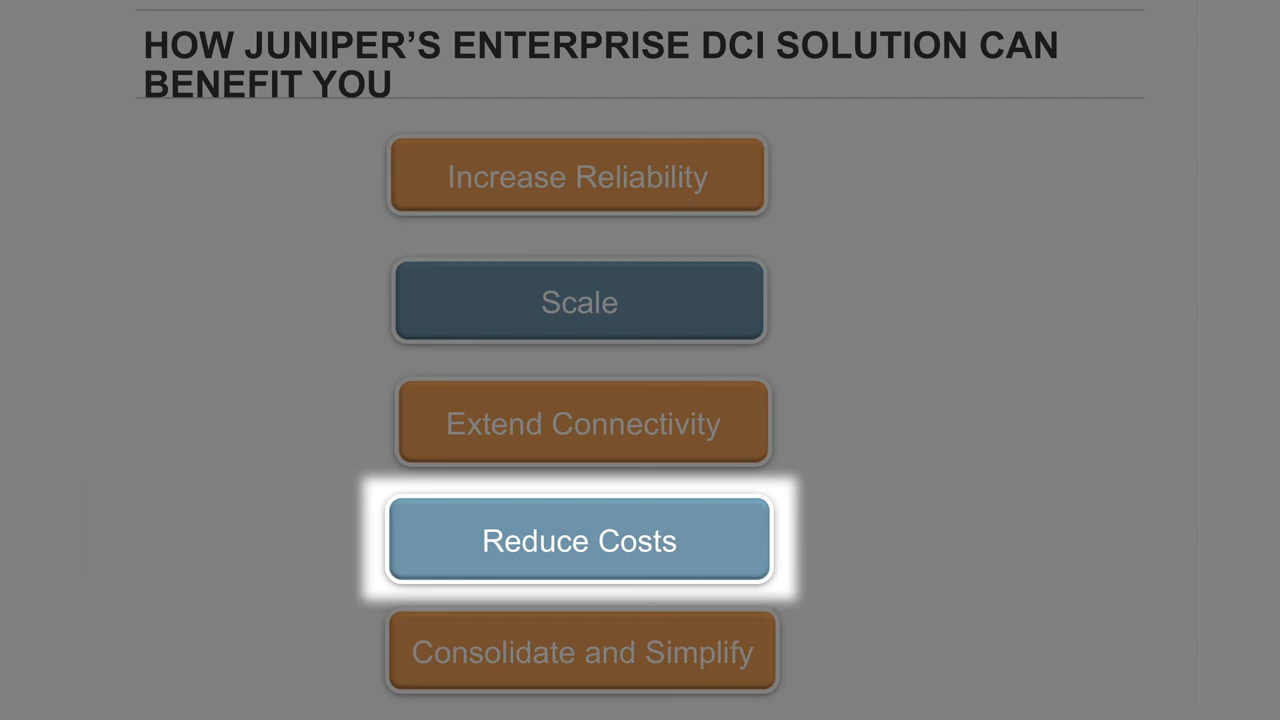 HOW JUNIPER’S ENTERPRISE DCI SOLUTION CAN
BENEFIT YOU
Increase Reliability
Scale
Extend Connectivity
Reduce Costs
Consolidate and Simplify